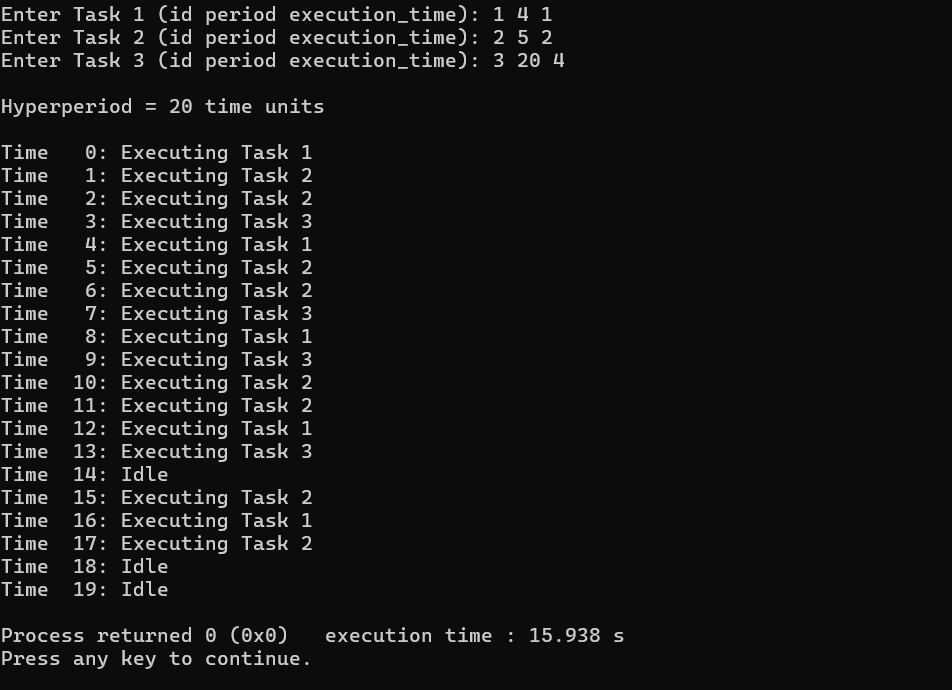 Enter Task 1 (id period execution_time): 1 4 1
Enter Task 2 (id period execution_time): 2 5 2
Enter Task 3 (id period execution_time): 3 20 4
Hyperperiod = 20 time units
Time   0: Executing Task 1
Time   1: Executing Task 2
Time   2: Executing Task 2
Time   3: Executing Task 3
Time   4: Executing Task 1
Time   5: Executing Task 2
Time   6: Executing Task 2
Time   7: Executing Task 3
Time   8: Executing Task 1
Time   9: Executing Task 3
Time  10: Executing Task 2
Time  11: Executing Task 2
Time  12: Executing Task 1
Time  13: Executing Task 3
Time  14: Idle
Time  15: Executing Task 2
Time  16: Executing Task 1
Time  17: Executing Task 2
Time  18: Idle
Time  19: Idle
Process returned 0 (0x0)   execution time : 15.938 s
Press any key to continue.